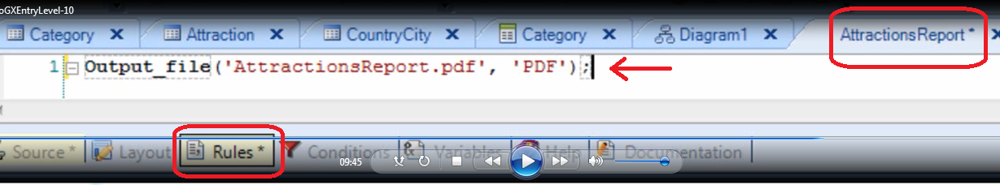 oGXEntryLevel-10
Category X Attraction X CountryCity X Category X Diagram1 X AttractionsReport * X
1 Output_file('AttractionsReport.pdf', 'PDF');
Source * Layout Rules * Conditions Variables Help Documentation
09:45